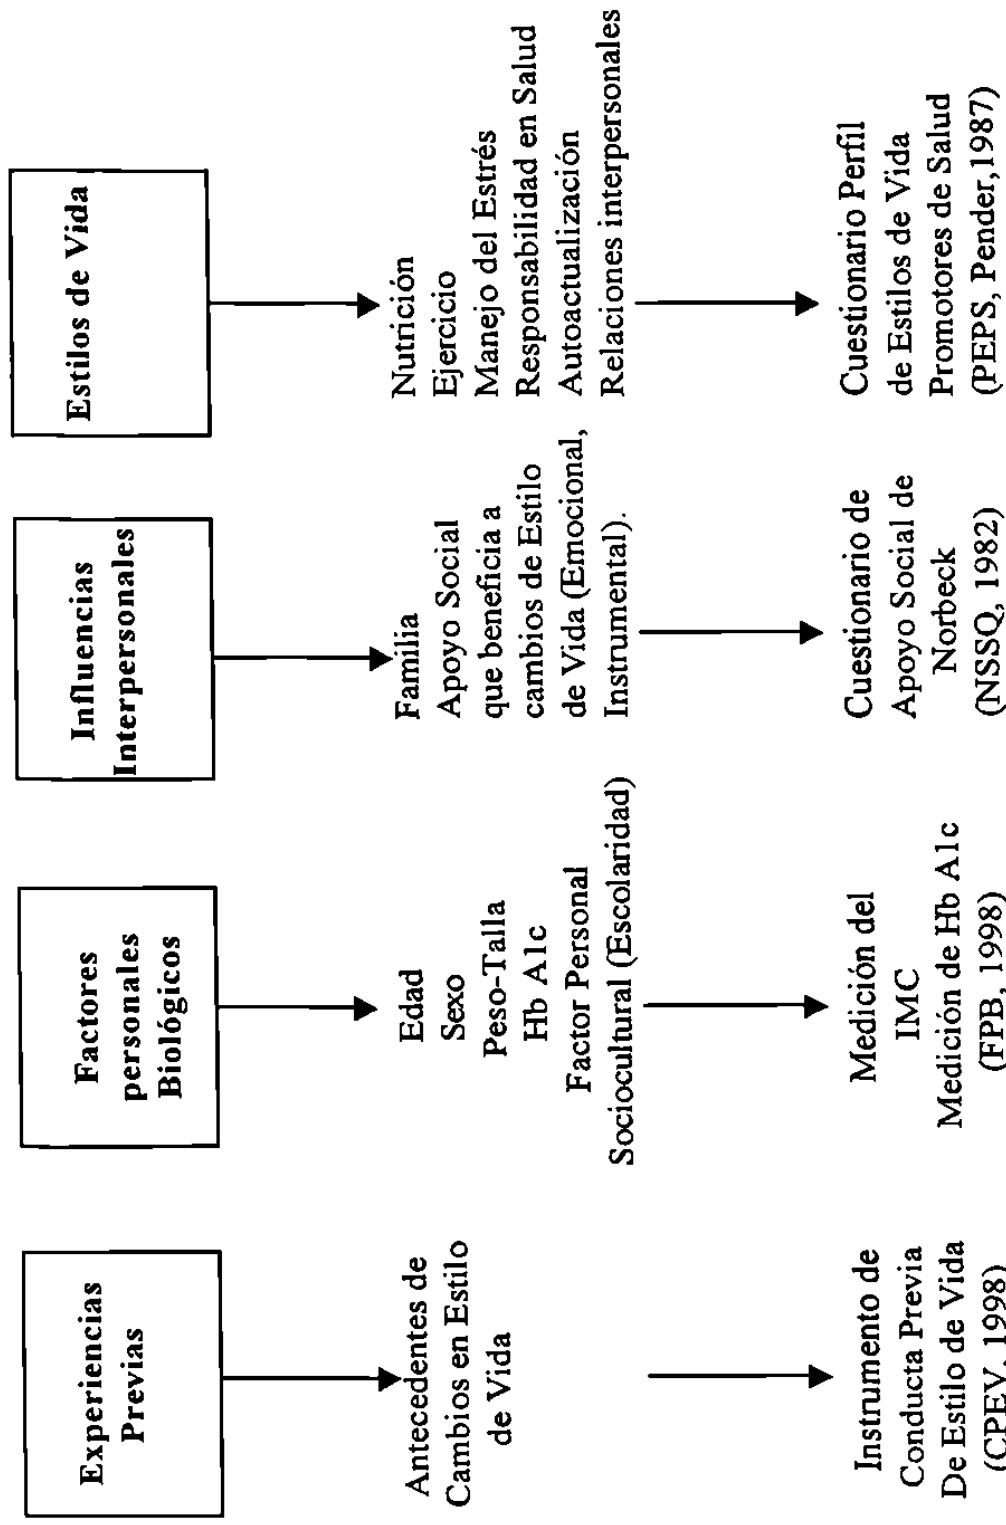 Experiencias
Previas
Antecedentes de
Cambios en Estilo
de Vida
Instrumento de
Conducta Previa
De Estilo de Vida
(CPEV, 1998)
Factores
personales
Biológicos
Edad
Sexo
Peso-Talla
Hb A1c
Factor Personal
Sociocultural (Escolaridad)
Medición del
IMC
Medición de Hb A1c
(FPB, 1998)
Influencias
Interpersonales
Familia
Apoyo Social
que beneficia a
cambios de Estilo
de Vida (Emocional,
Instrumental).
Cuestionario de
Apoyo Social de
Norbeck
(NSSQ, 1982)
Estilos de Vida
Nutrición
Ejercicio
Manejo del Estrés
Responsabilidad en Salud
Autoactualización
Relaciones interpersonales
Cuestionario Perfil
de Estilos de Vida
Promotores de Salud
(PEPS, Pender,1987)